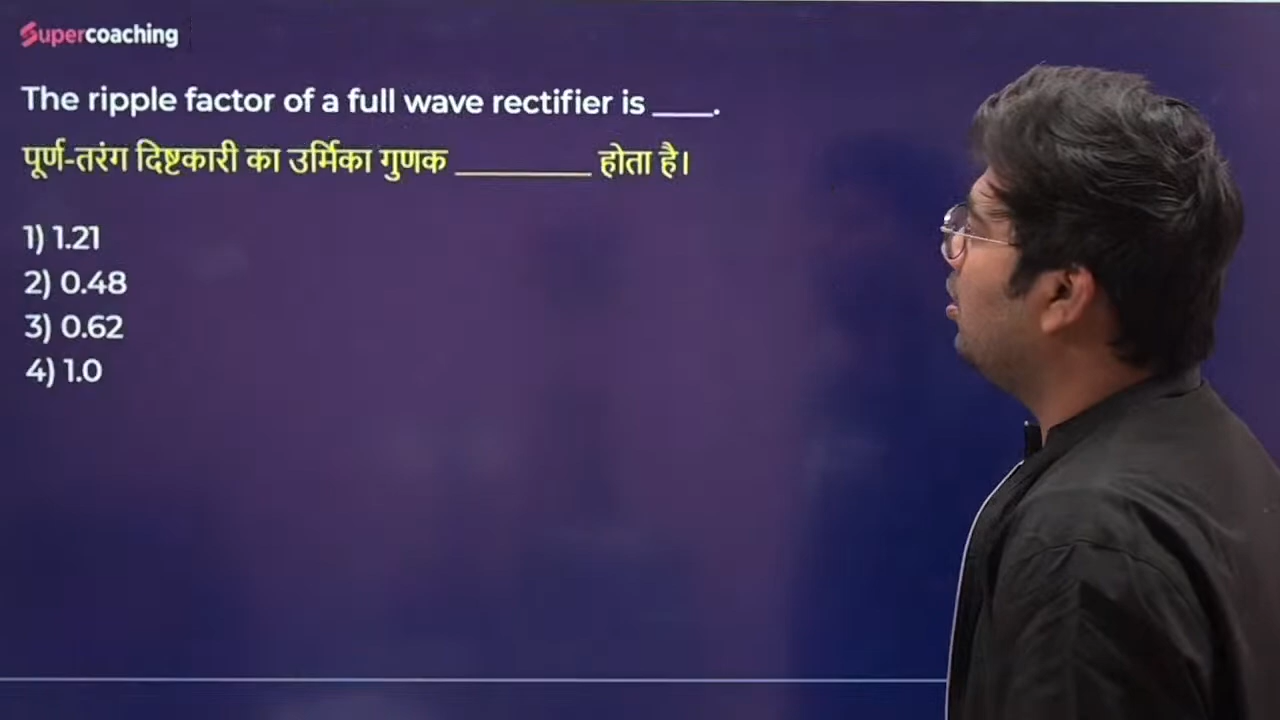 Supercoaching
The ripple factor of a full wave rectifier is ____.
पूर्ण-तरंग दिष्टकारी का उर्मिका गुणक _________ होता है।
1) 1.21
2) 0.48
3) 0.62
4) 1.0